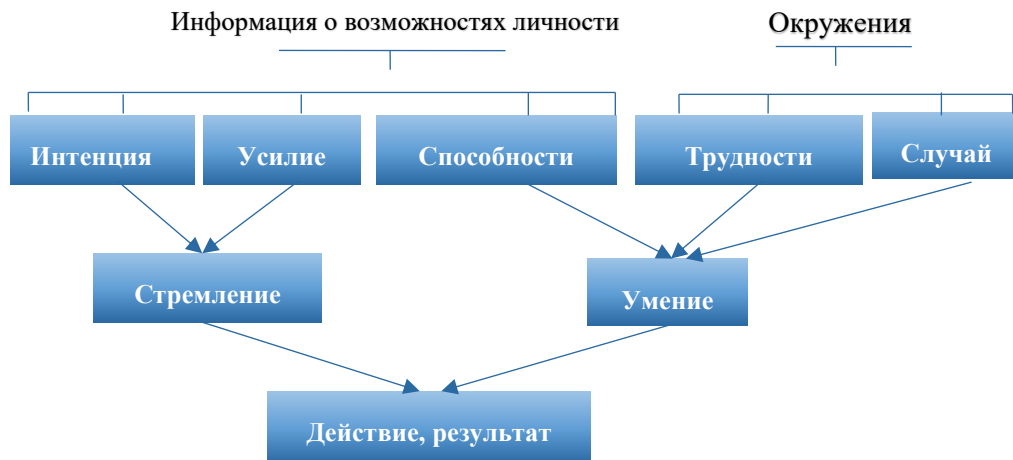 Информация о возможностях личности
Окружения
Интенция
Усилие
Способности
Трудности
Случай
Стремление
Умение
Действие, результат